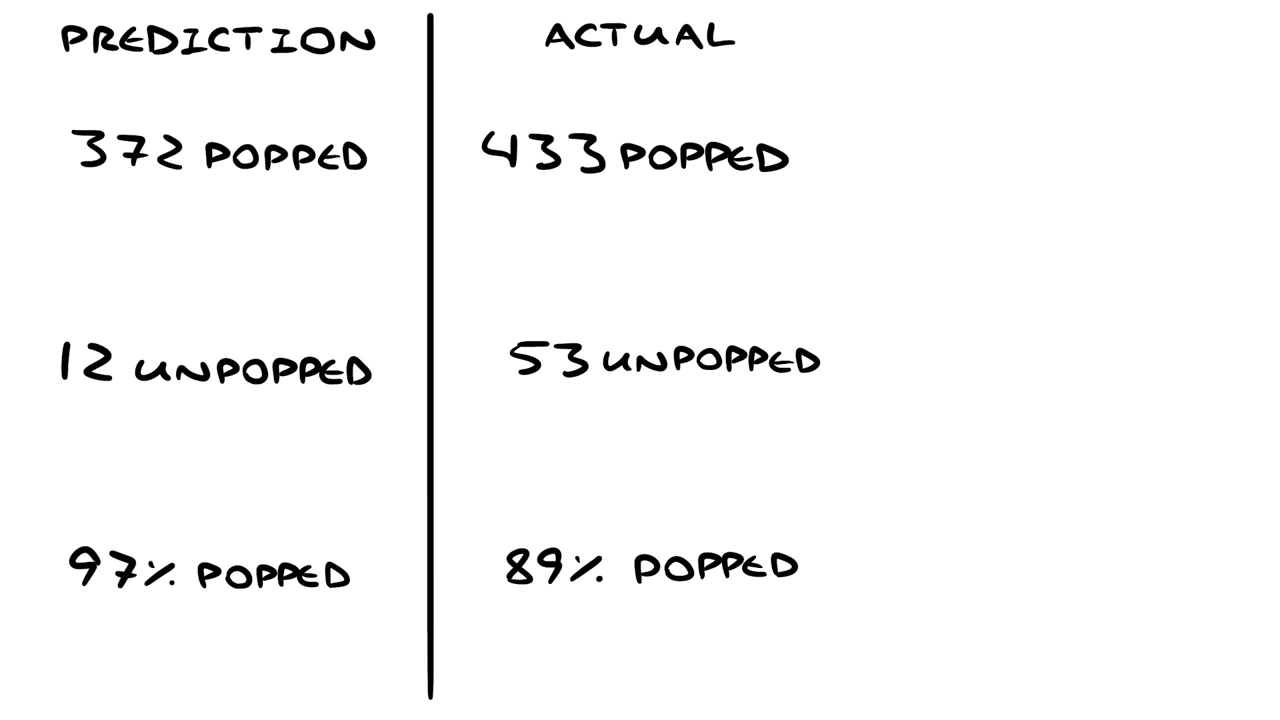 PREDICTION
372 POPPED
12 UNPOPPED
97% POPPED
ACTUAL
433 POPPED
53 UNPOPPED
89% POPPED